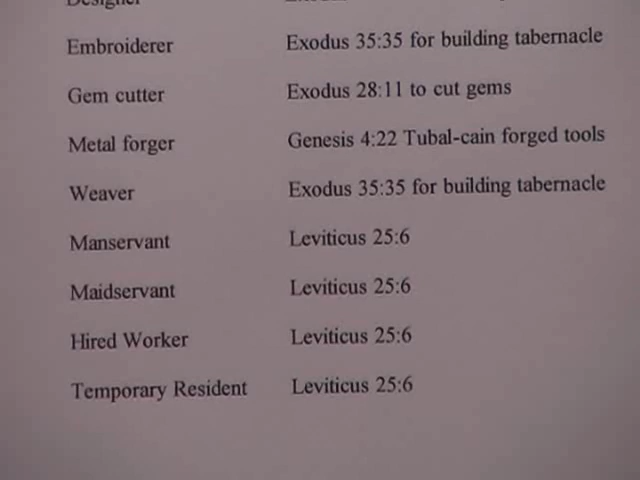 Designer
Embroiderer Exodus 35:35 for building tabernacle
Gem cutter Exodus 28:11 to cut gems
Metal forger Genesis 4:22 Tubal-cain forged tools
Weaver Exodus 35:35 for building tabernacle
Manservant Leviticus 25:6
Maidservant Leviticus 25:6
Hired Worker Leviticus 25:6
Temporary Resident Leviticus 25:6